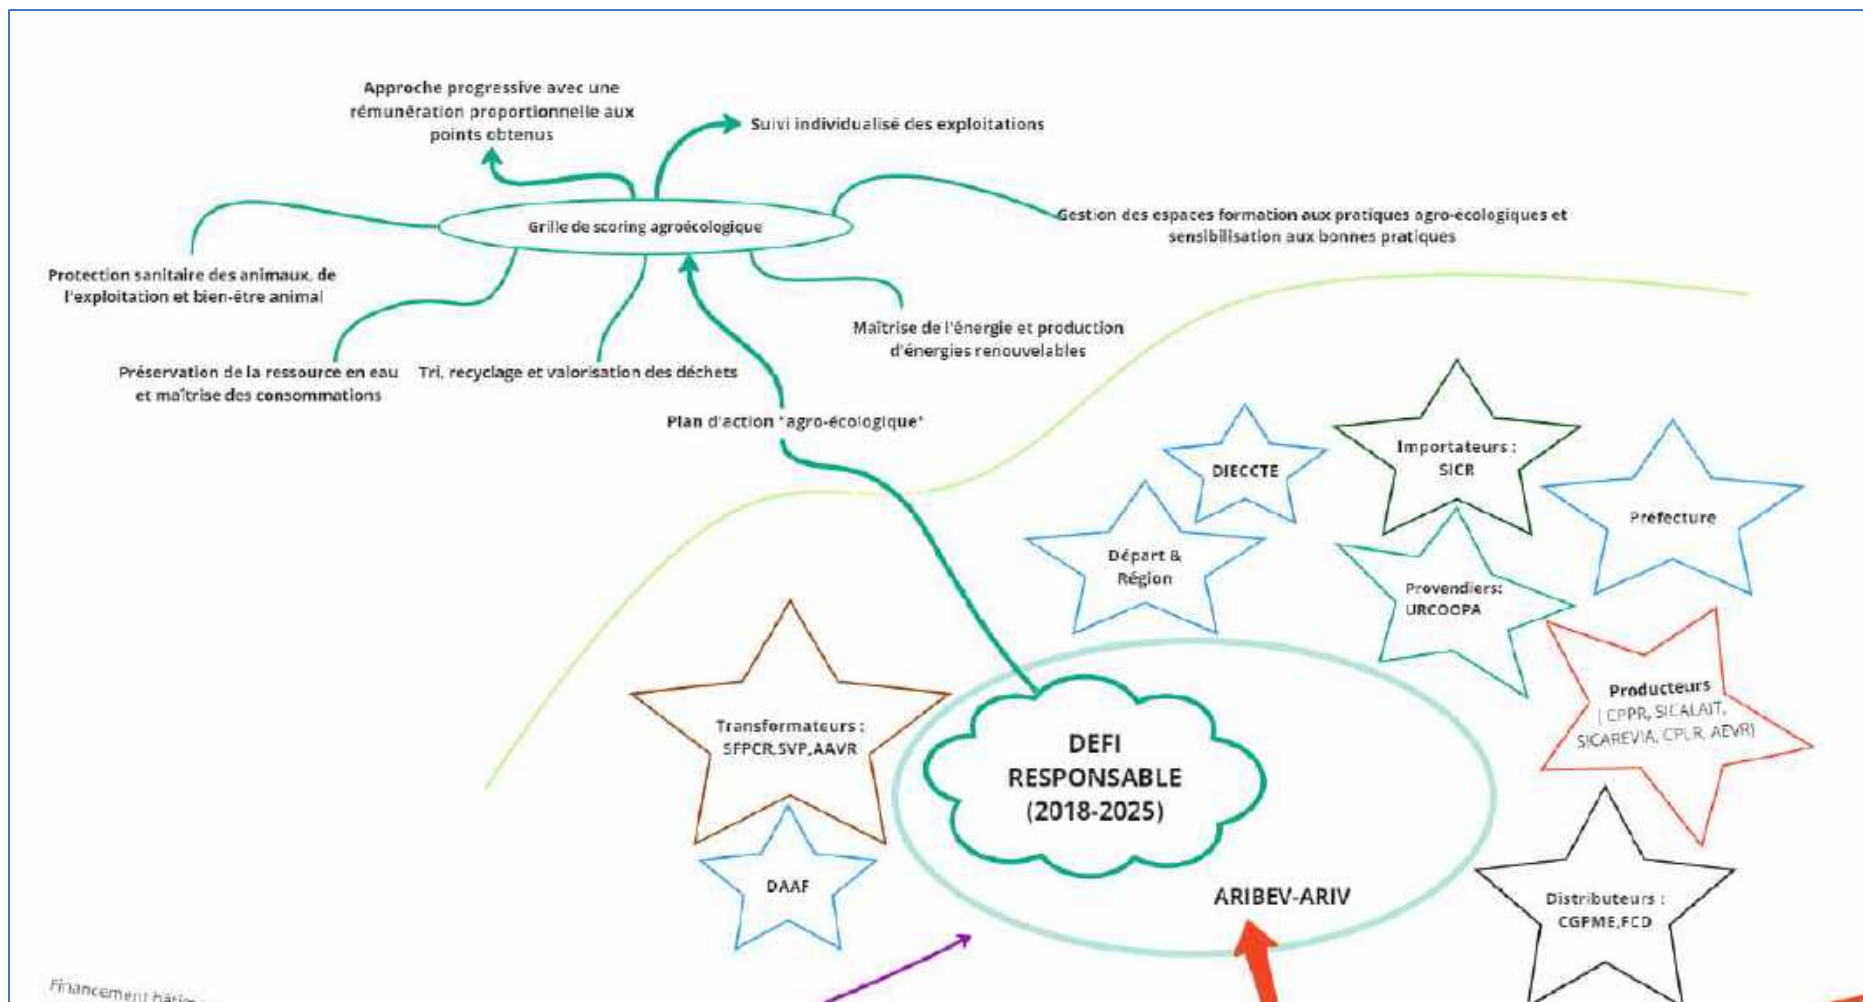 Approche progressive avec une
rémunération proportionnelle aux
points obtenus
Suivi individualisé des exploitations
Grille de scoring agroécologique
Gestion des espaces formation aux pratiques agro-écologiques et
sensibilisation aux bonnes pratiques
Protection sanitaire des animaux, de
l'exploitation et bien-être animal
Maîtrise de l'énergie et production
d'énergies renouvelables
Préservation de la ressource en eau
et maîtrise des consommations
Tri, recyclage et valorisation des déchets
Plan d'action "agro-écologique"
DIECCTE
Importateurs :
SICR
Préfecture
Départ &
Région
Provendiers:
URCOOPA
Producteurs
( CPPR, SICALAIT,
SICAREVIA, CPLR, AEVR)
Transformateurs :
SFPCR,SVP,AAVR
DEFI
RESPONSABLE
(2018-2025)
DAAF
ARIBEV-ARIV
Distributeurs :
CGPME,FCD
Financement